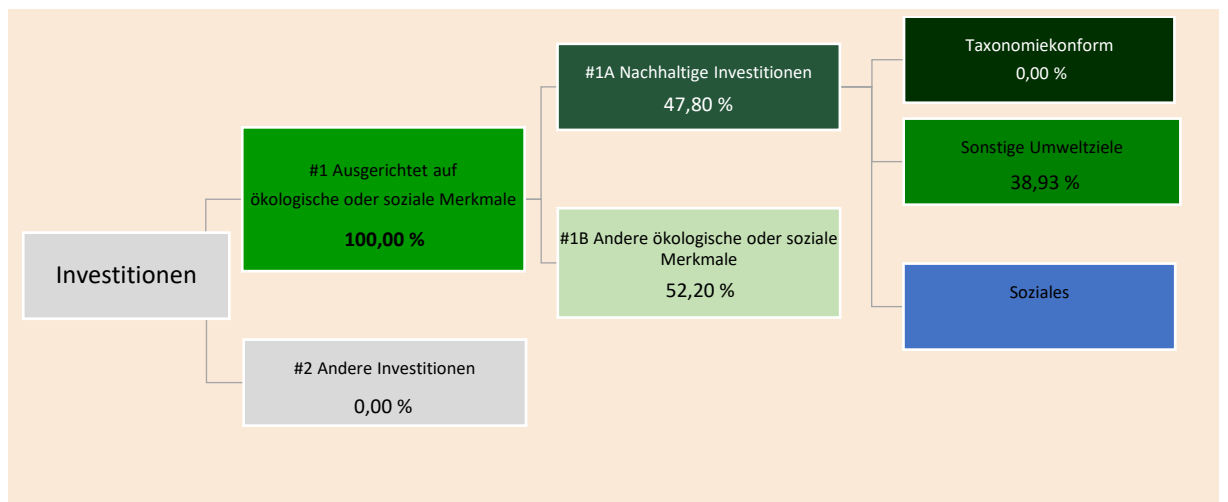 Investitionen
#1 Ausgerichtet auf
ökologische oder soziale Merkmale
100,00 %
#2 Andere Investitionen
0,00 %
#1A Nachhaltige Investitionen
47,80 %
#1B Andere ökologische oder soziale
Merkmale
52,20 %
Taxonomiekonform
0,00 %
Sonstige Umweltziele
38,93 %
Soziales